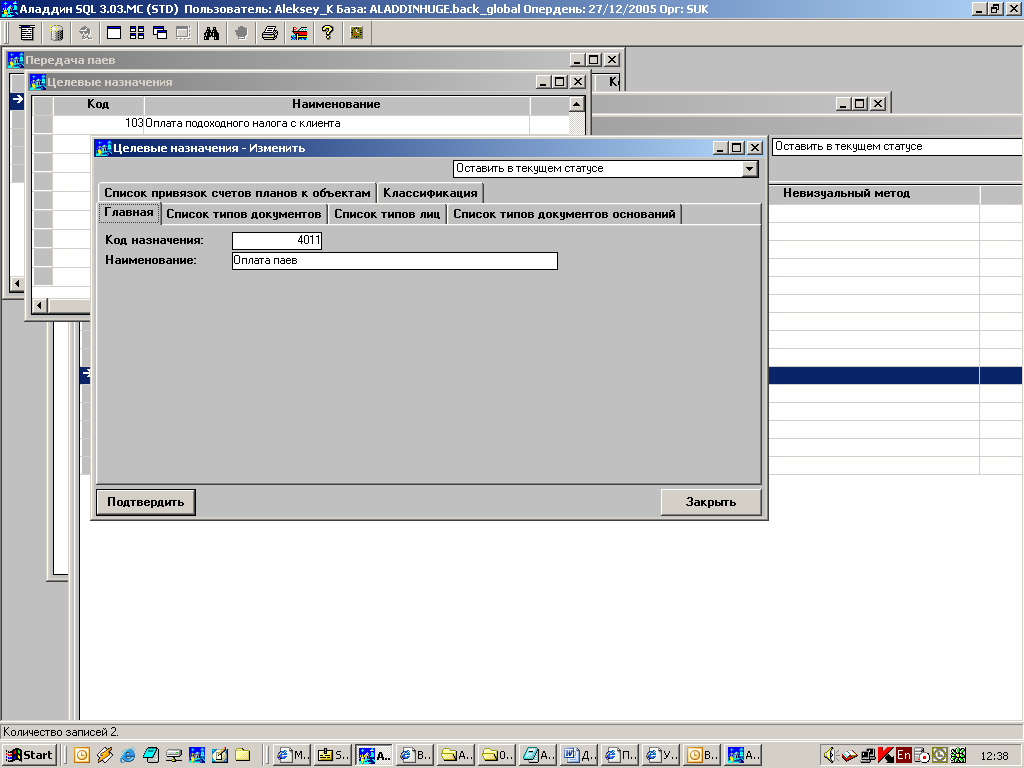 Аладдин SQL 3.03.MC (STD) Пользователь: Aleksey_K База: ALADDINHUGE.back_global Опердень: 27/12/2005 Орг: SUK
Передача паев
Целевые назначения
Код Наименование
103 Оплата подоходного налога с клиента
Целевые назначения - Изменить
Оставить в текущем статусе
Оставить в текущем статусе
Список привязок счетов планов к объектам Классификация
Невизуальный метод
Главная Список типов документов Список типов лиц Список типов документов оснований
Код назначения: 4011
Наименование: Оплата паев
Подтвердить Закрыть
Количество записей 2.
Start М.. S.. А.. В.. А.. О.. А.. Д.. П.. У.. В.. А.. En 12:38